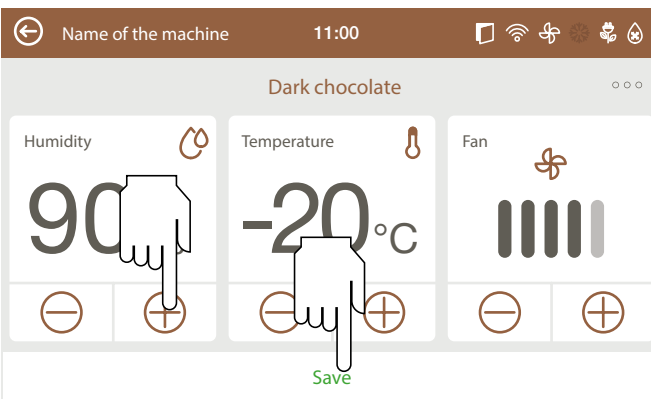 Name of the machine 11:00
Dark chocolate
Humidity
Temperature
Fan
90
-20 °C
Save